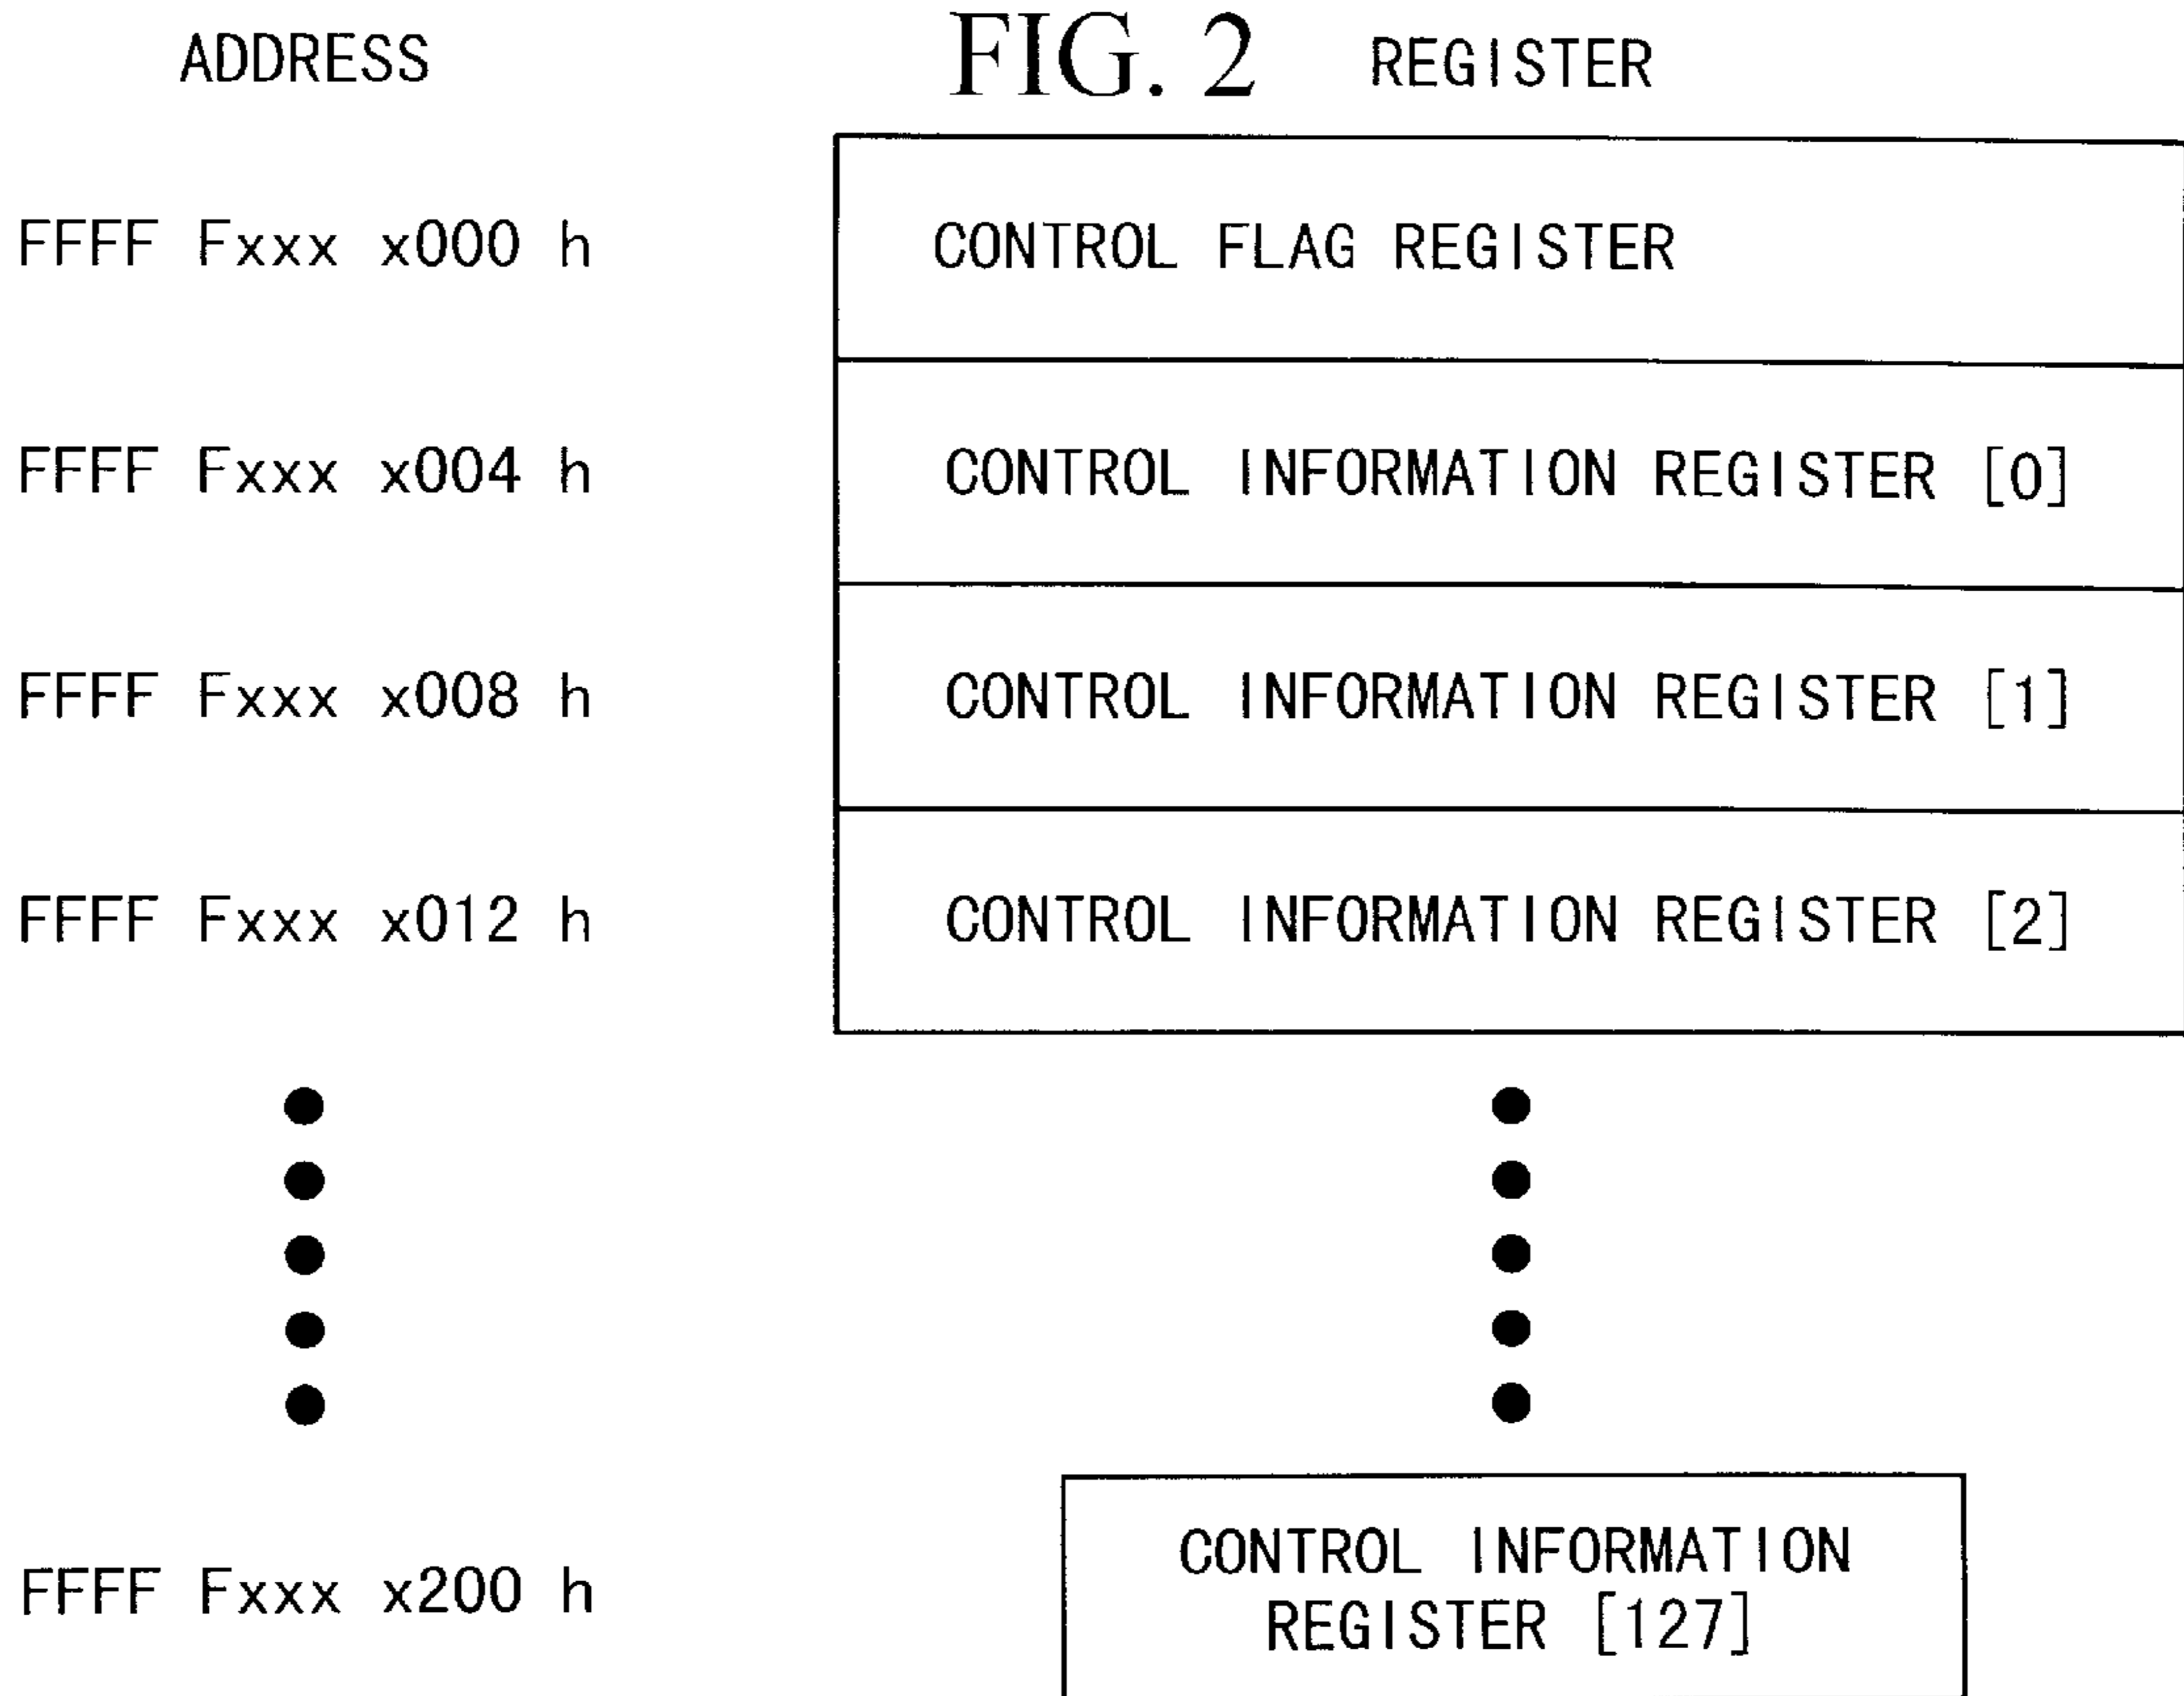 FIG. 2
ADDRESS REGISTER
FFFF Fxxx x000 h CONTROL FLAG REGISTER
FFFF Fxxx x004 h CONTROL INFORMATION REGISTER [0]
FFFF Fxxx x008 h CONTROL INFORMATION REGISTER [1]
FFFF Fxxx x012 h CONTROL INFORMATION REGISTER [2]
FFFF Fxxx x200 h
CONTROL INFORMATION
REGISTER [127]